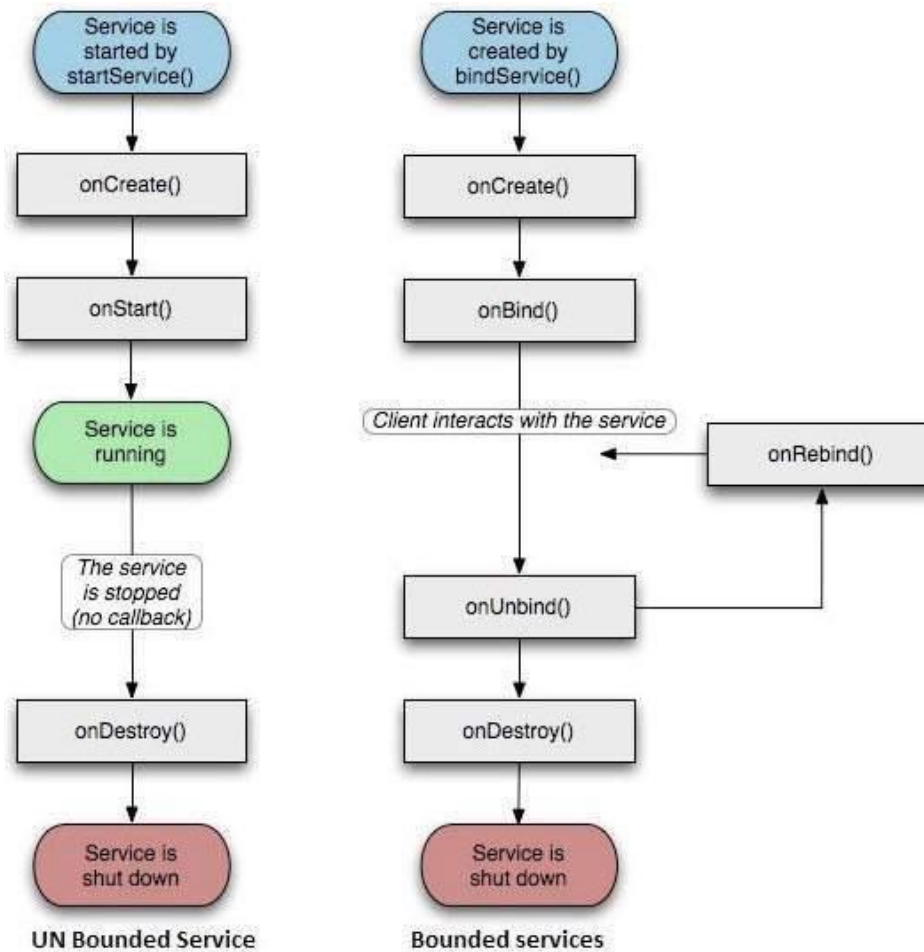 Service is
started by
startService()
onCreate()
onStart()
Service is
running
The service
is stopped
(no callback)
onDestroy()
Service is
shut down
UN Bounded Service
Service is
created by
bindService()
onCreate()
onBind()
Client interacts with the service
onRebind()
onUnbind()
onDestroy()
Service is
shut down
Bounded services